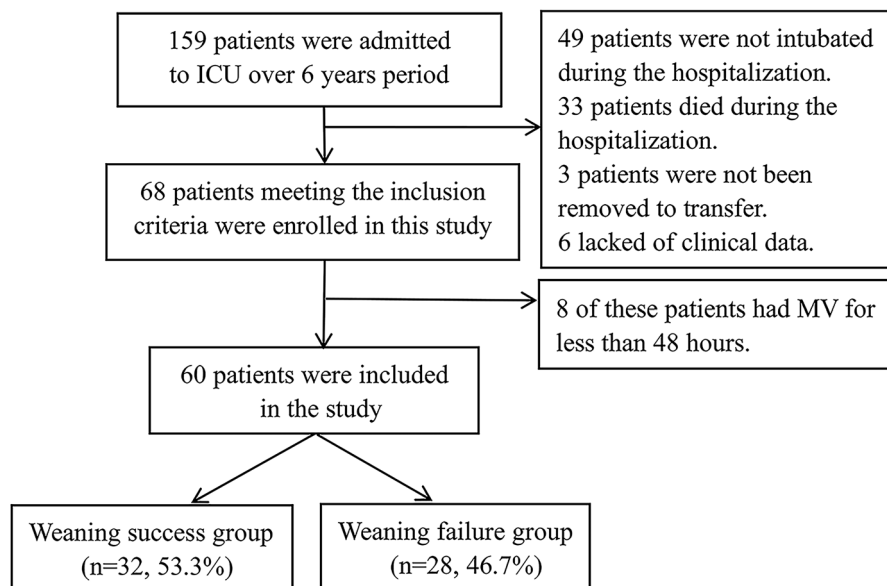 159 patients were admitted
to ICU over 6 years period
49 patients were not intubated
during the hospitalization.
33 patients died during the
hospitalization.
3 patients were not been
removed to transfer.
6 lacked of clinical data.
68 patients meeting the inclusion
criteria were enrolled in this study
8 of these patients had MV for
less than 48 hours.
60 patients were included
in the study
Weaning success group
(n=32, 53.3%)
Weaning failure group
(n=28, 46.7%)